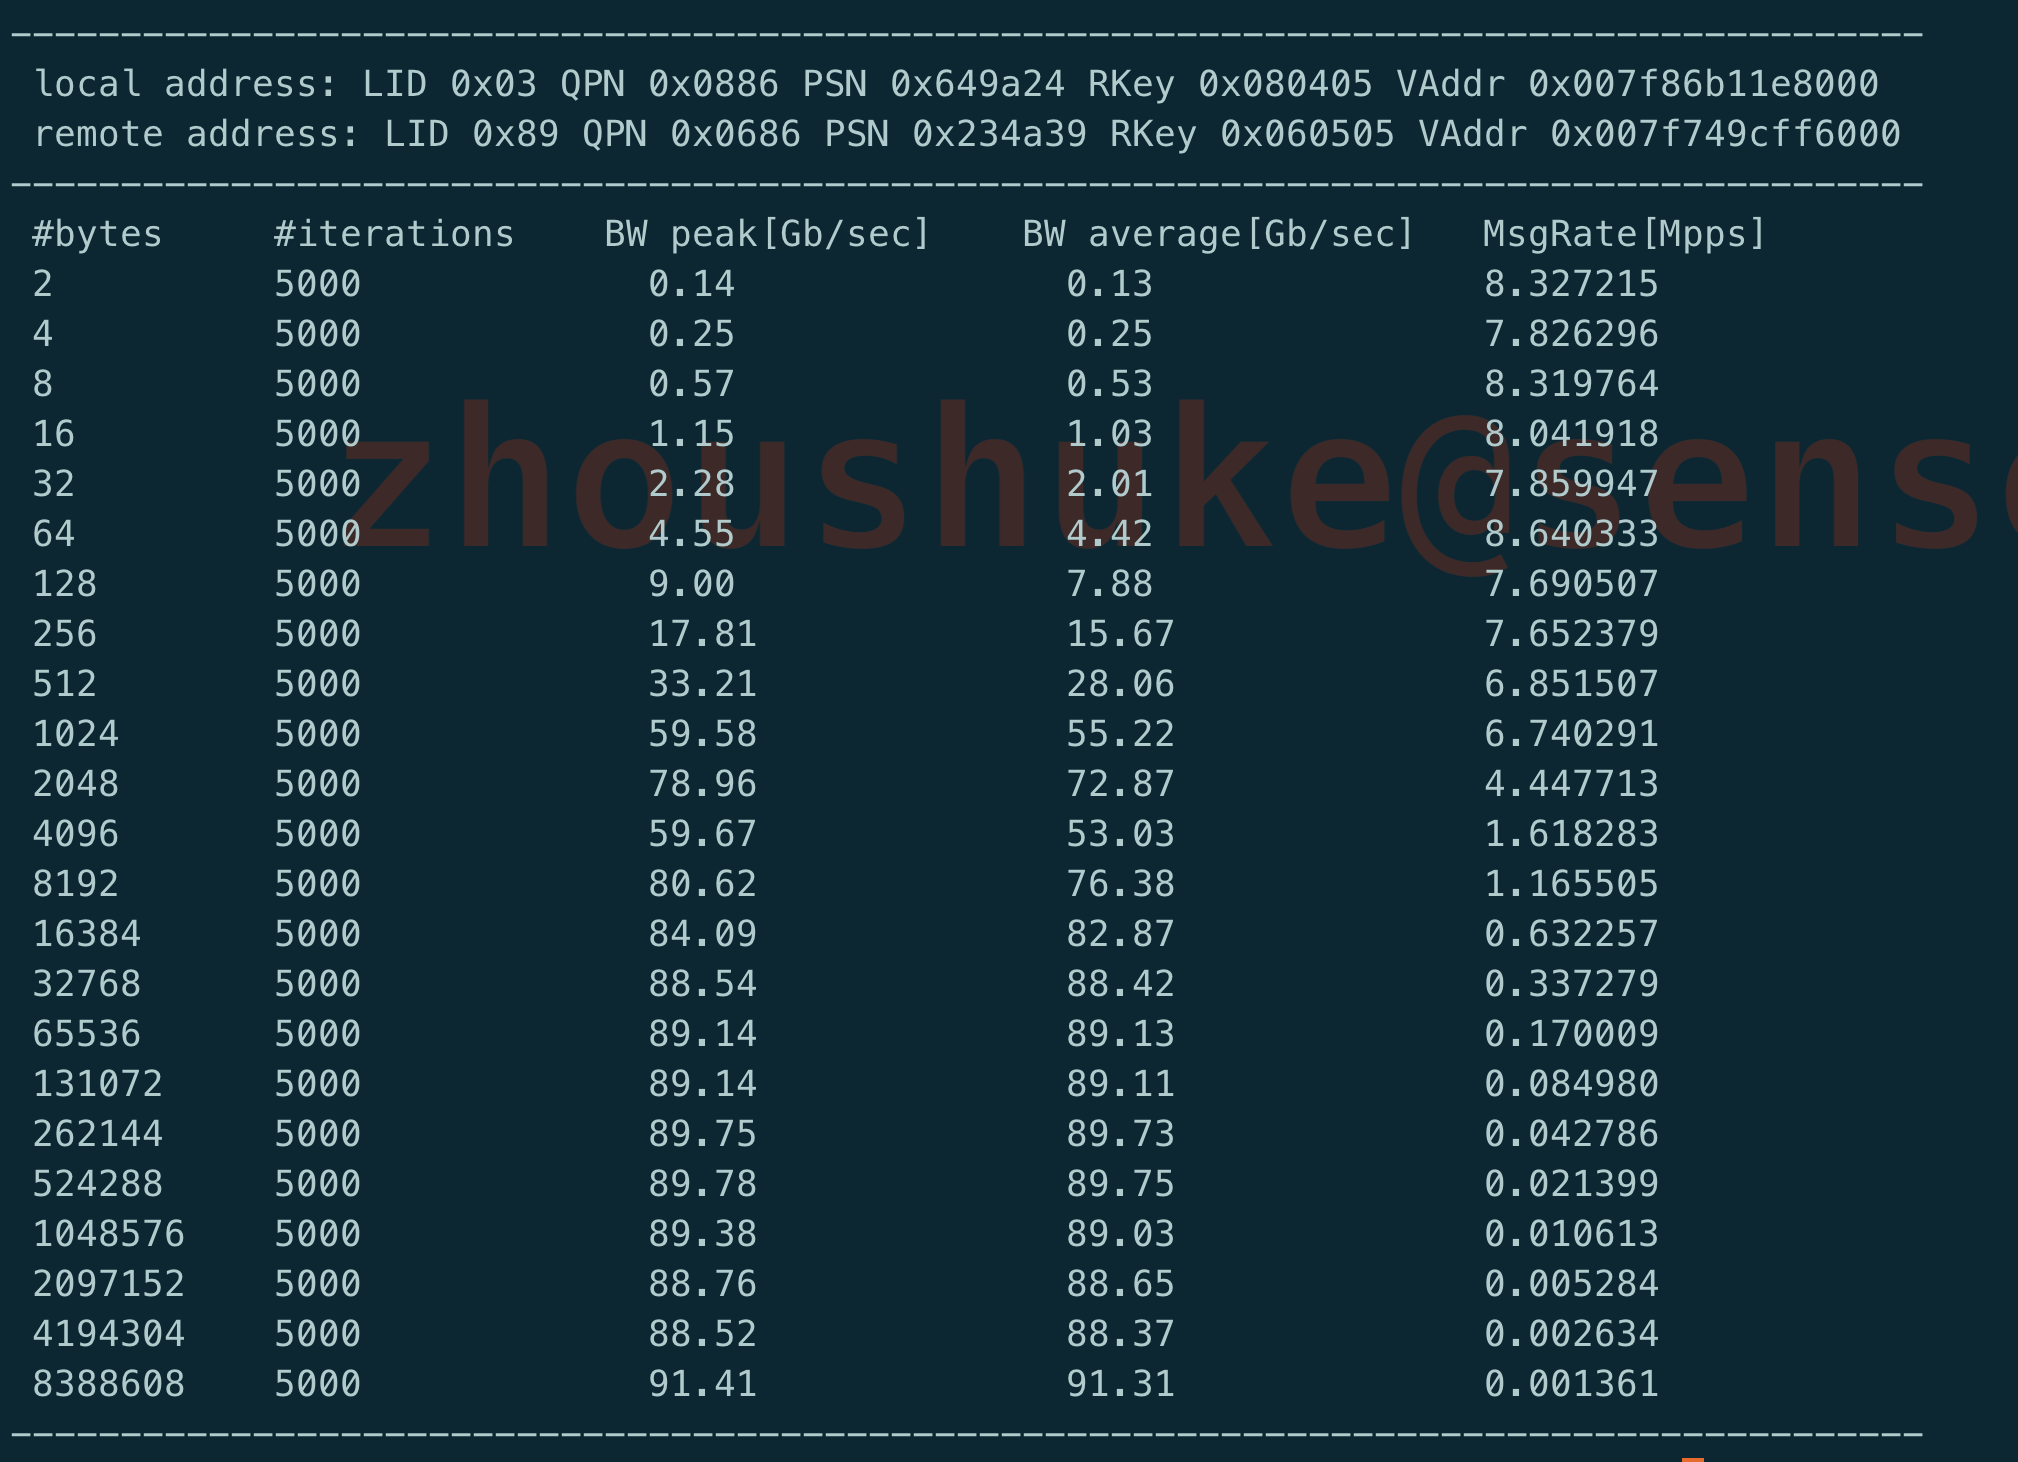 ---------------------------------------------------------------------------------------
local address: LID 0x03 QPN 0x0886 PSN 0x649a24 RKey 0x080405 VAddr 0x007f86b11e8000
remote address: LID 0x89 QPN 0x0686 PSN 0x234a39 RKey 0x060505 VAddr 0x007f749cff6000
---------------------------------------------------------------------------------------
#bytes     #iterations    BW peak[Gb/sec]    BW average[Gb/sec]   MsgRate[Mpps]
2          5000             0.14               0.13               8.327215
4          5000             0.25               0.25               7.826296
8          5000             0.57               0.53               8.319764
16         5000             1.15               1.03               8.041918
32         5000             2.28               2.01               7.859947
zhoushuke@sens
64         5000             4.55               4.42               8.640333
128        5000             9.00               7.88               7.690507
256        5000             17.81              15.67              7.652379
512        5000             33.21              28.06              6.851507
1024       5000             59.58              55.22              6.740291
2048       5000             78.96              72.87              4.447713
4096       5000             59.67              53.03              1.618283
8192       5000             80.62              76.38              1.165505
16384      5000             84.09              82.87              0.632257
32768      5000             88.54              88.42              0.337279
65536      5000             89.14              89.13              0.170009
131072     5000             89.14              89.11              0.084980
262144     5000             89.75              89.73              0.042786
524288     5000             89.78              89.75              0.021399
1048576    5000             89.38              89.03              0.010613
2097152    5000             88.76              88.65              0.005284
4194304    5000             88.52              88.37              0.002634
8388608    5000             91.41              91.31              0.001361
---------------------------------------------------------------------------------------